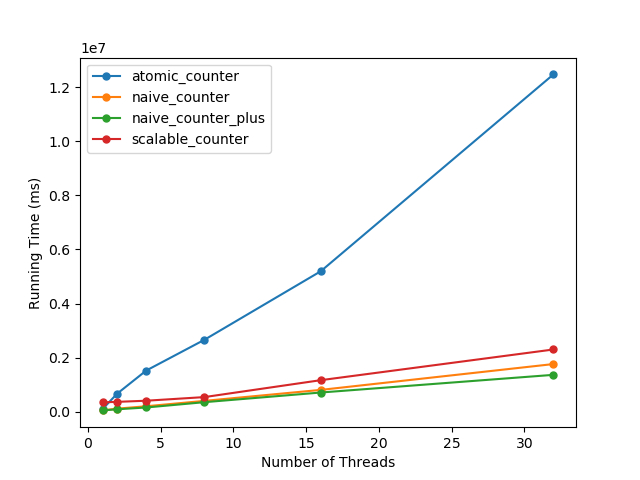 1e7
atomic_counter
naive_counter
naive_counter_plus
scalable_counter
1.2
1.0
0.8
0.6
0.4
0.2
0.0
Running Time (ms)
0 5 10 15 20 25 30
Number of Threads